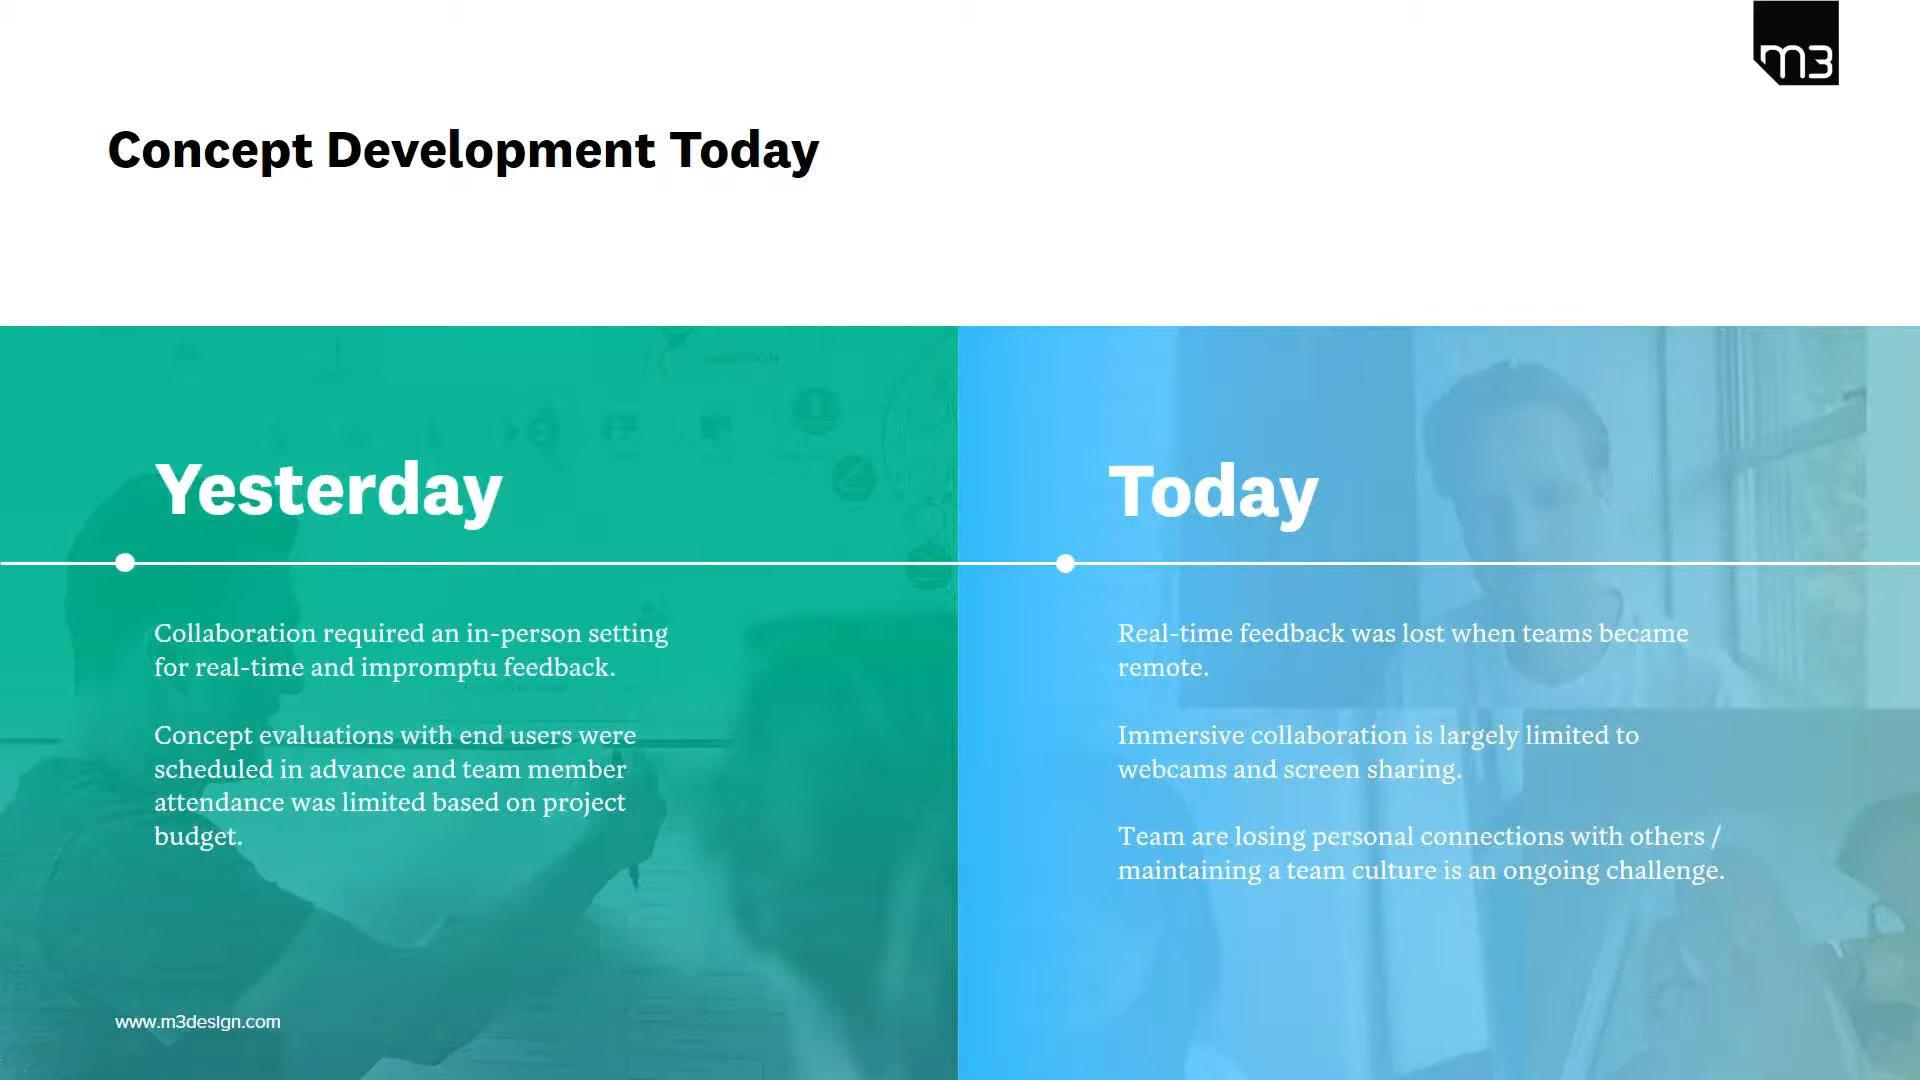 m3
Concept Development Today
Yesterday
Collaboration required an in-person setting
for real-time and impromptu feedback.
Concept evaluations with end users were
scheduled in advance and team member
attendance was limited based on project
budget.
Today
Real-time feedback was lost when teams became
remote.
Immersive collaboration is largely limited to
webcams and screen sharing.
Team are losing personal connections with others /
maintaining a team culture is an ongoing challenge.
www.m3design.com